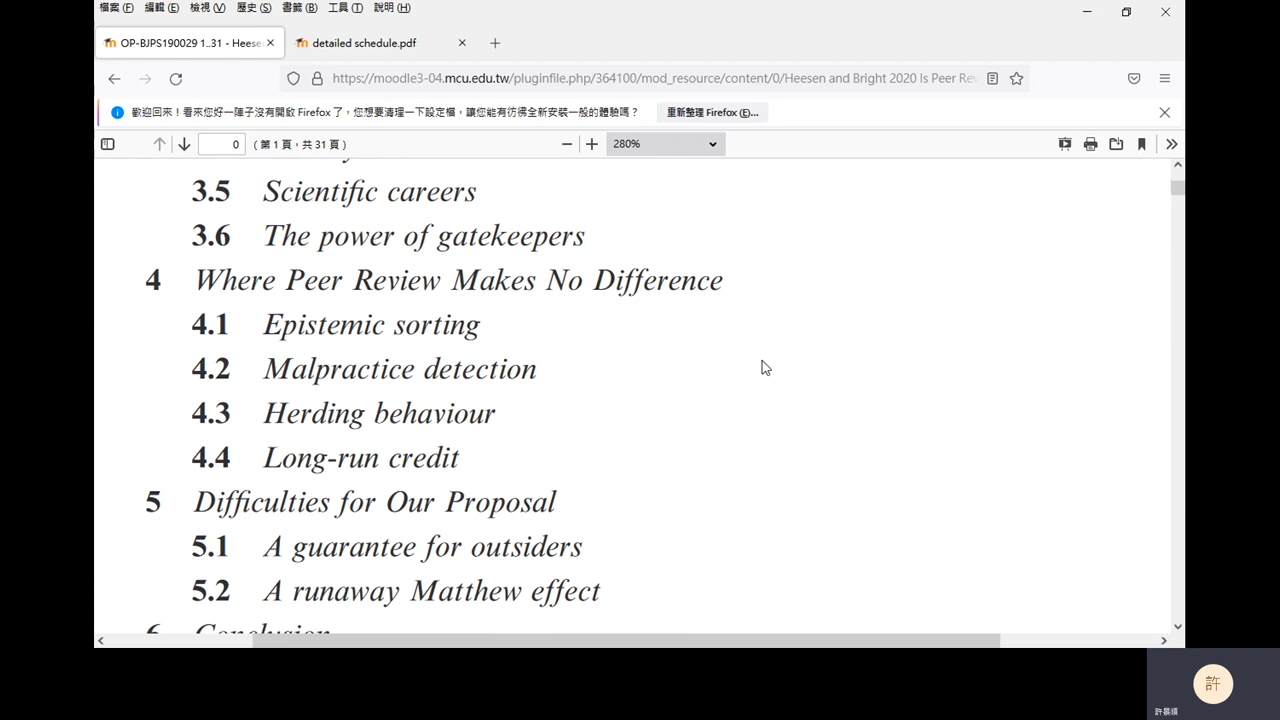 檔案 (F) 編輯 (E) 檢視 (V) 歷史 (S) 書籤 (B) 工具 (T) 說明 (H)
OP-BJPS190029 1..31 - Heese
detailed schedule.pdf
https://moodle3-04.mcu.edu.tw/pluginfile.php/364100/mod_resource/content/0/Heesen and Bright 2020 Is Peer Rev
歡迎回來！看來您好一陣子沒有開啟 Firefox 了，您想要清理一下設定檔，讓您能有彷彿全新安裝一般的體驗嗎？ 重新整理 Firefox (E)...
0 (第 1 頁，共 31 頁) 280%
3.5 Scientific careers
3.6 The power of gatekeepers
4 Where Peer Review Makes No Difference
4.1 Epistemic sorting
4.2 Malpractice detection
4.3 Herding behaviour
4.4 Long-run credit
5 Difficulties for Our Proposal
5.1 A guarantee for outsiders
5.2 A runaway Matthew effect
6 Conclusion
許